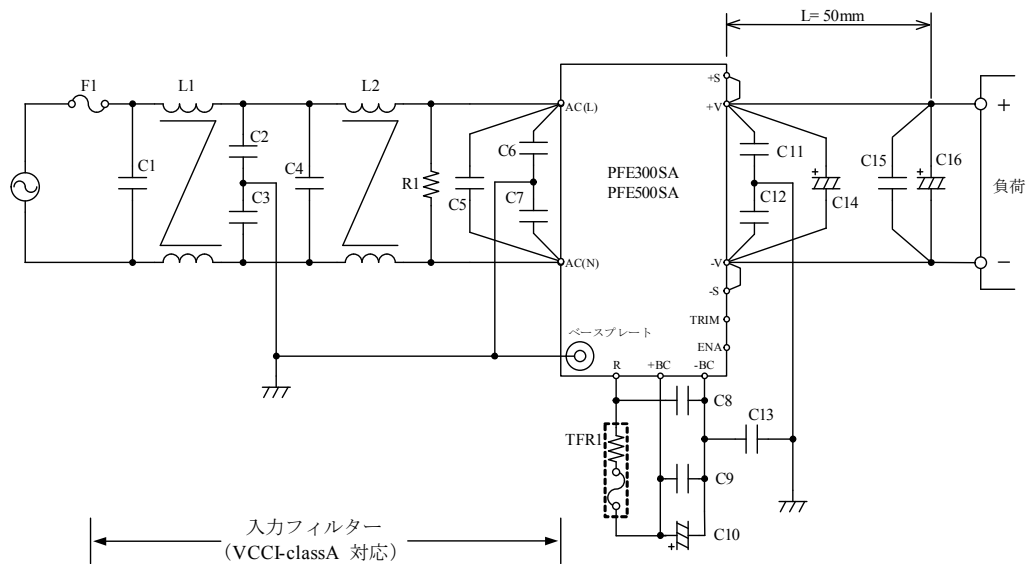 L= 50mm
F1
L1
L2
+S
AC(L)
+V
C1
C2
C3
C4
R1
C5
C6
C7
PFE300SA
PFE500SA
C11
C12
+
C14
C15
+
C16
+
負荷
−
AC(N)
-V
-S
TRIM
ENA
ベースプレート
R
+BC
-BC
C8
C13
TFR1
C9
C10
+
入力フィルター
(VCCI-classA 対応)